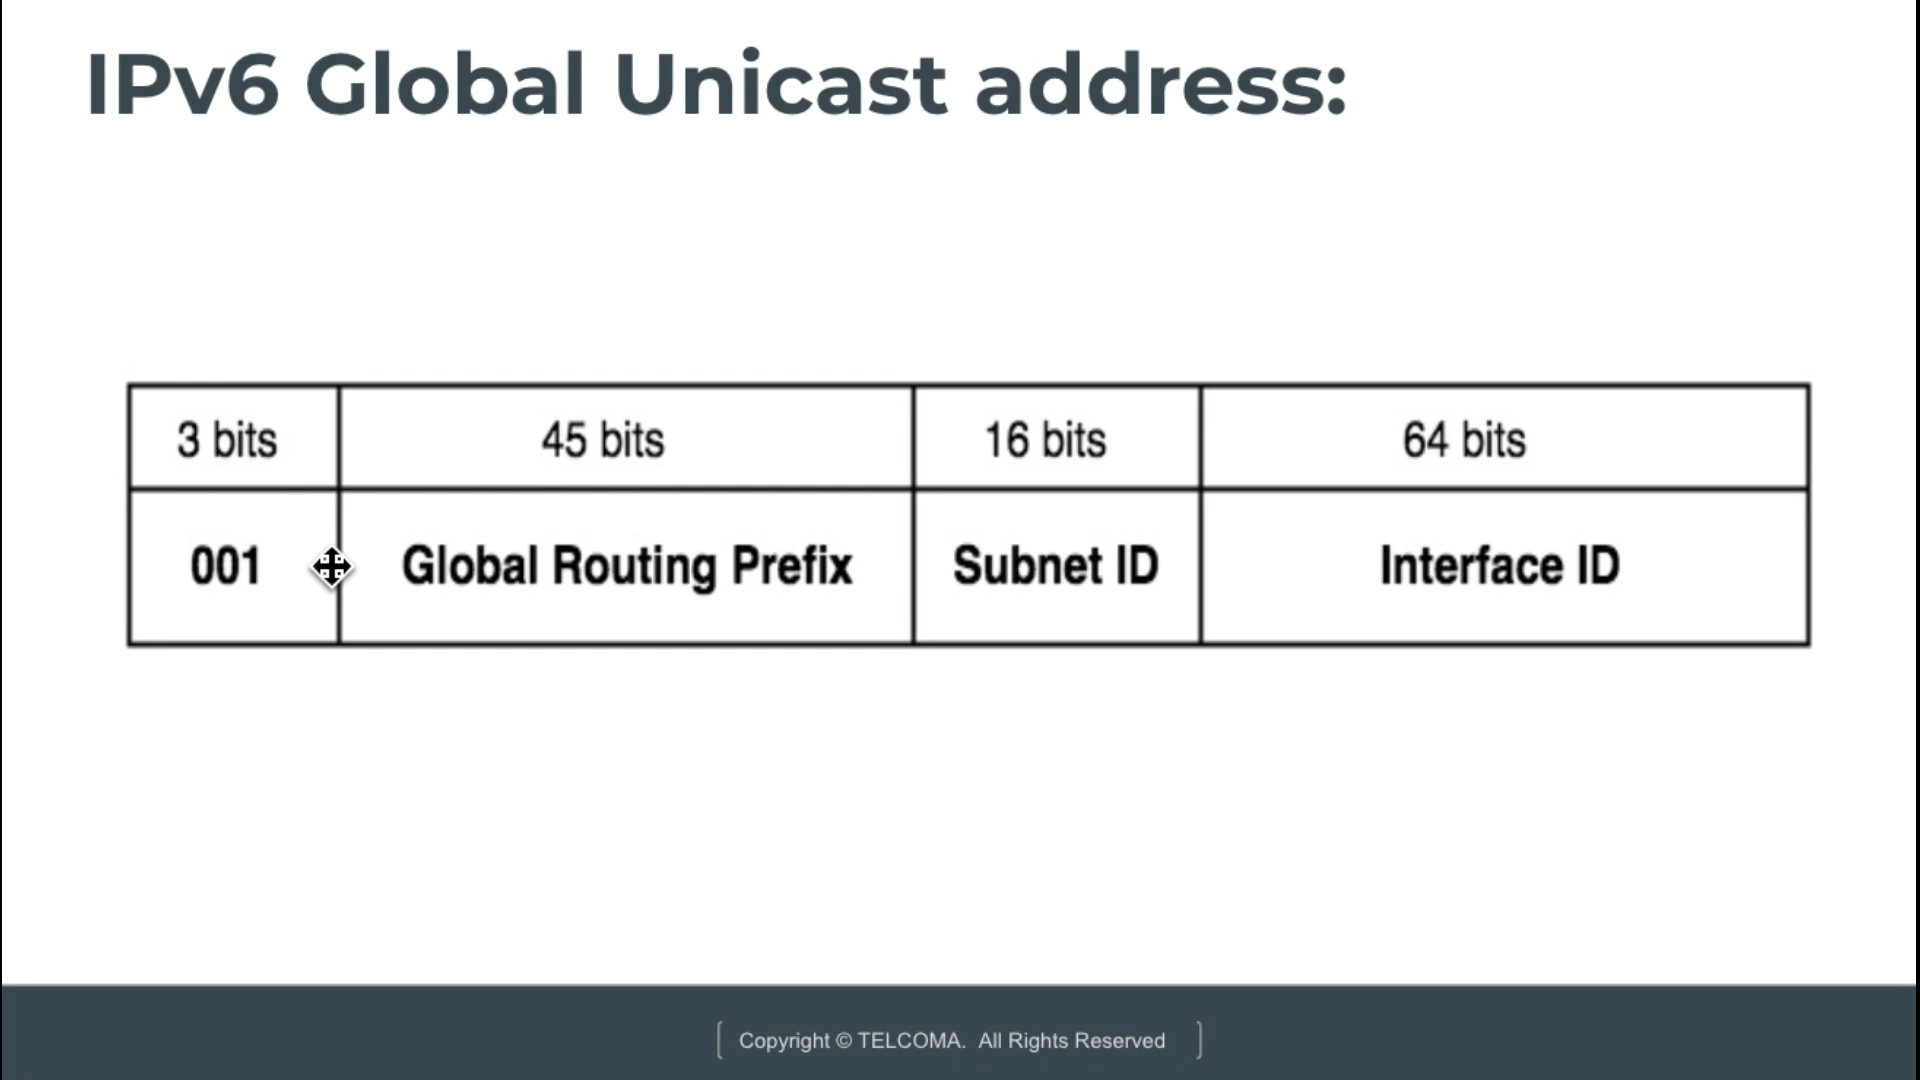 IPv6 Global Unicast address:
3 bits 45 bits 16 bits 64 bits
001 Global Routing Prefix Subnet ID Interface ID
Copyright © TELCOMA. All Rights Reserved